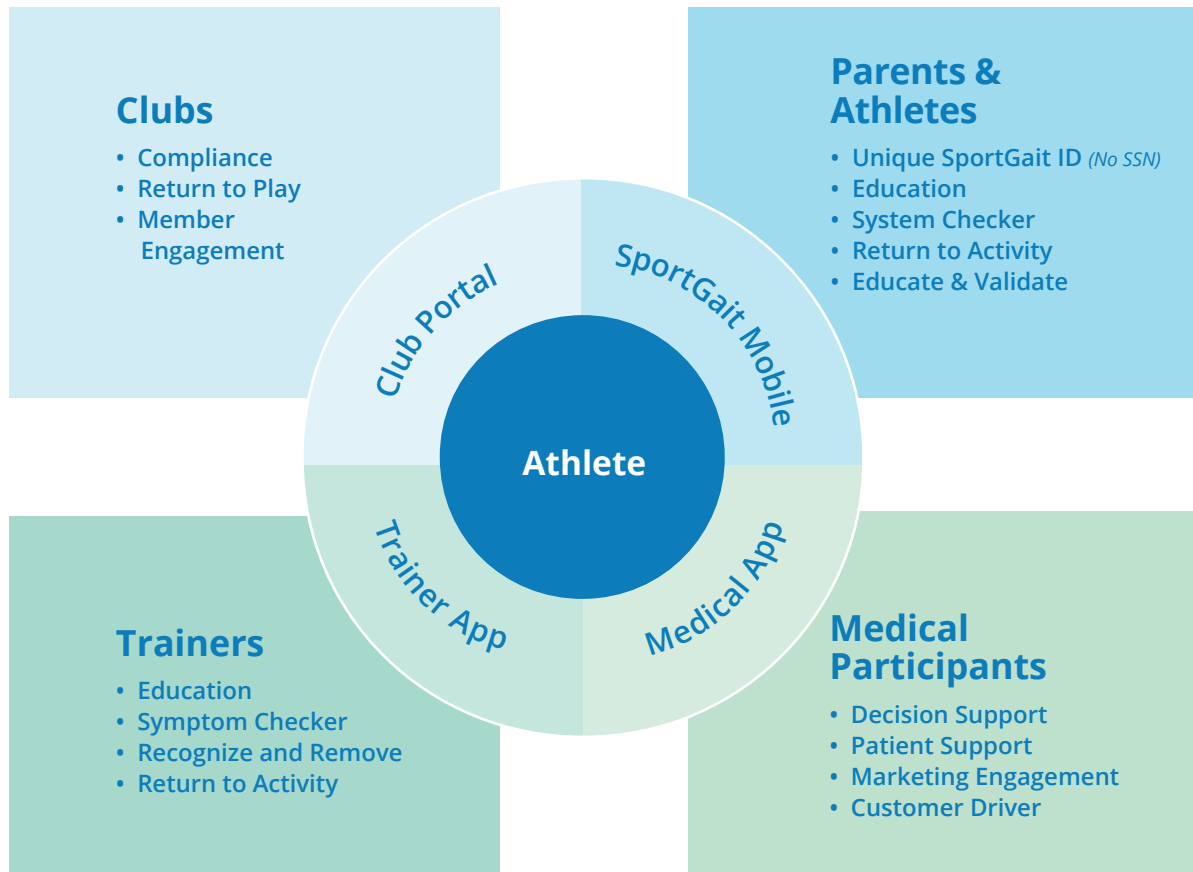 Clubs
• Compliance
• Return to Play
• Member
Engagement
Parents &
Athletes
• Unique SportGait ID (No SSN)
• Education
• System Checker
• Return to Activity
• Educate & Validate
Club Portal
SportGait Mobile
Athlete
Trainer App
Medical App
Trainers
• Education
• Symptom Checker
• Recognize and Remove
• Return to Activity
Medical
Participants
• Decision Support
• Patient Support
• Marketing Engagement
• Customer Driver